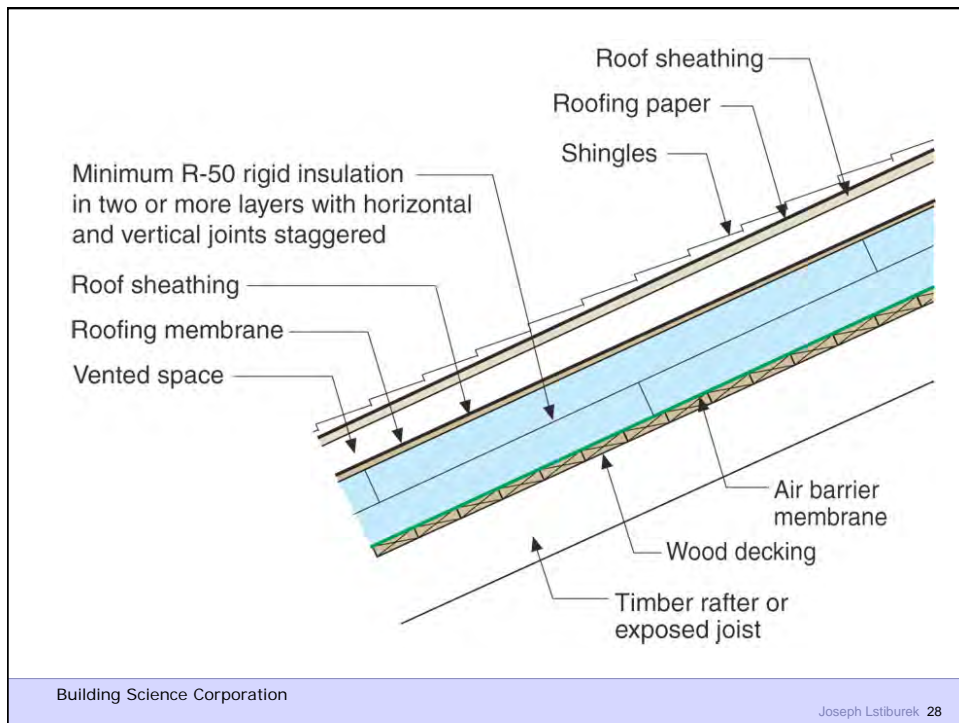 Roof sheathing
Roofing paper
Shingles
Minimum R-50 rigid insulation
in two or more layers with horizontal
and vertical joints staggered
Roof sheathing
Roofing membrane
Vented space
Air barrier
membrane
Wood decking
Timber rafter or
exposed joist
Building Science Corporation
Joseph Lstiburek 28